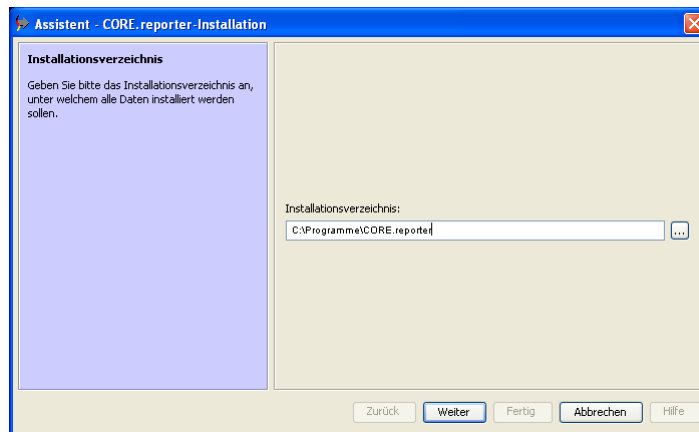 Assistent - CORE.reporter-Installation
Installationsverzeichnis
Geben Sie bitte das Installationsverzeichnis an,
unter welchem alle Daten installiert werden
sollen.
Installationsverzeichnis:
C:\Programme\CORE.reporter
...
Zurück Weiter Fertig Abbrechen Hilfe